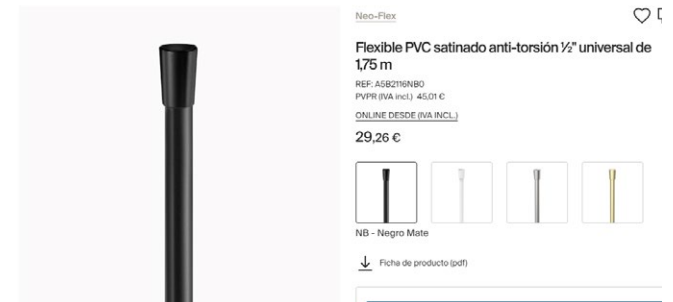 Neo-Flex
Flexible PVC satinado anti-torsión ½" universal de
1,75 m
REF: A5B2116NB0
PVPR (IVA incl.) 45,01 €
ONLINE DESDE (IVA INCL.)
29,26 €
NB - Negro Mate
Ficha de producto (pdf)